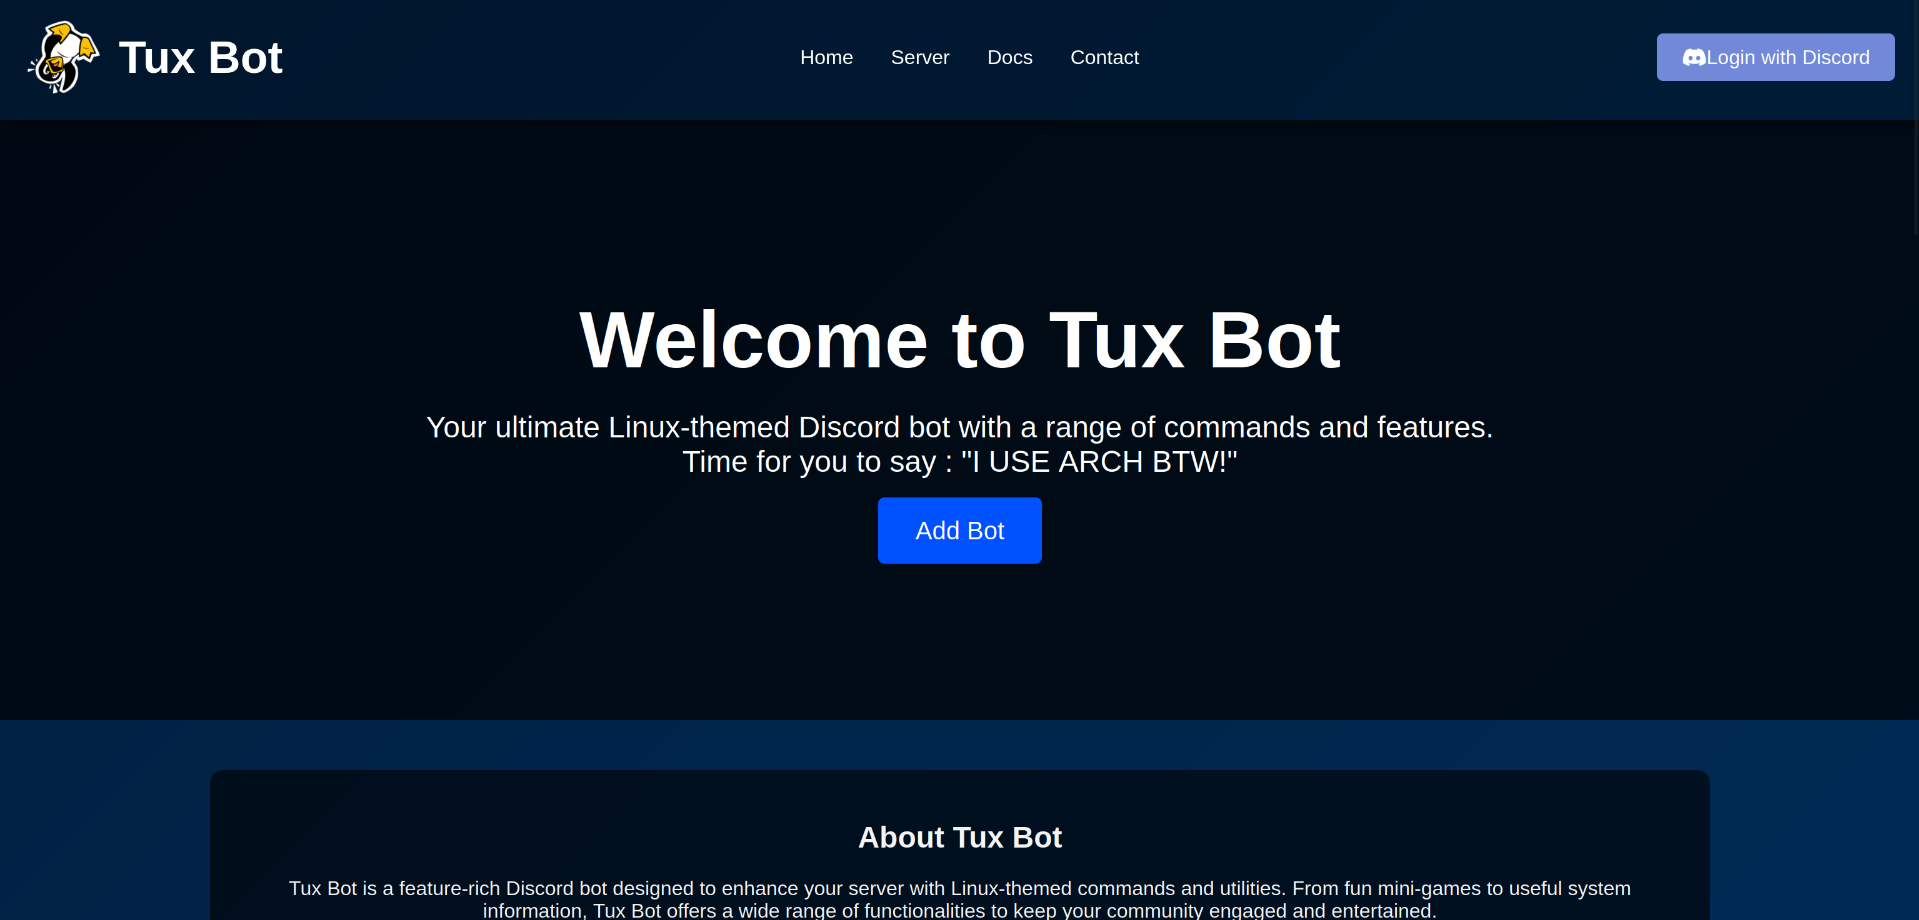 Tux Bot
Home
Server
Docs
Contact
Login with Discord
Welcome to Tux Bot
Your ultimate Linux-themed Discord bot with a range of commands and features.
Time for you to say : "I USE ARCH BTW!"
Add Bot
About Tux Bot
Tux Bot is a feature-rich Discord bot designed to enhance your server with Linux-themed commands and utilities. From fun mini-games to useful system
information, Tux Bot offers a wide range of functionalities to keep your community engaged and entertained.